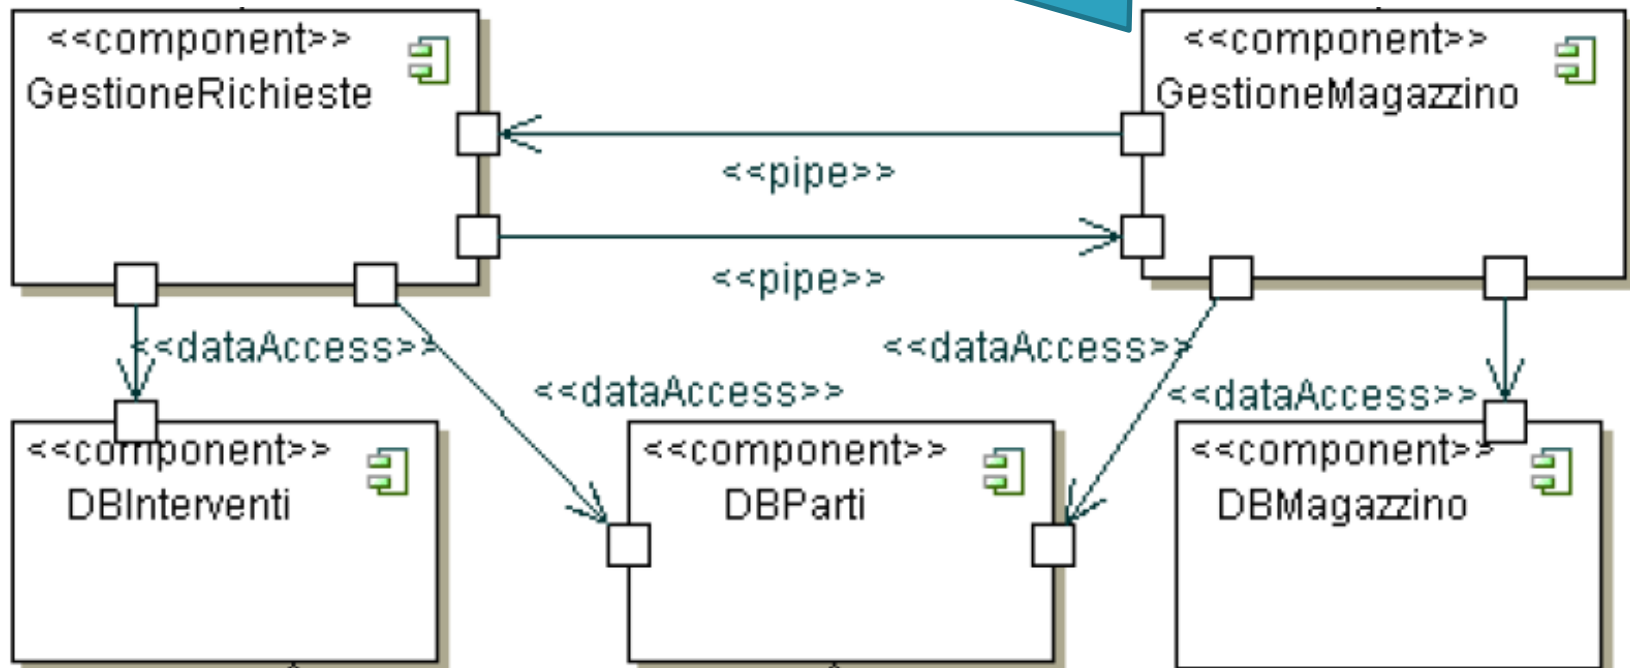 <<component>>
GestioneRichieste
<<component>>
GestioneMagazzino
<<pipe>>
<<pipe>>
<<dataAccess>>
<<dataAccess>>
<<dataAccess>>
<<dataAccess>>
<<component>>
DBInterventi
<<component>>
DBParti
<<component>>
DBMagazzino